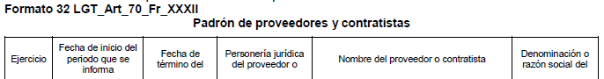 Formato 32 LGT_Art_70_Fr_XXXII
Padrón de proveedores y contratistas
Ejercicio
Fecha de inicio del
periodo que se
informa
Fecha de
término del
Personería jurídica
del proveedor o
Nombre del proveedor o contratista
Denominación o
razón social del